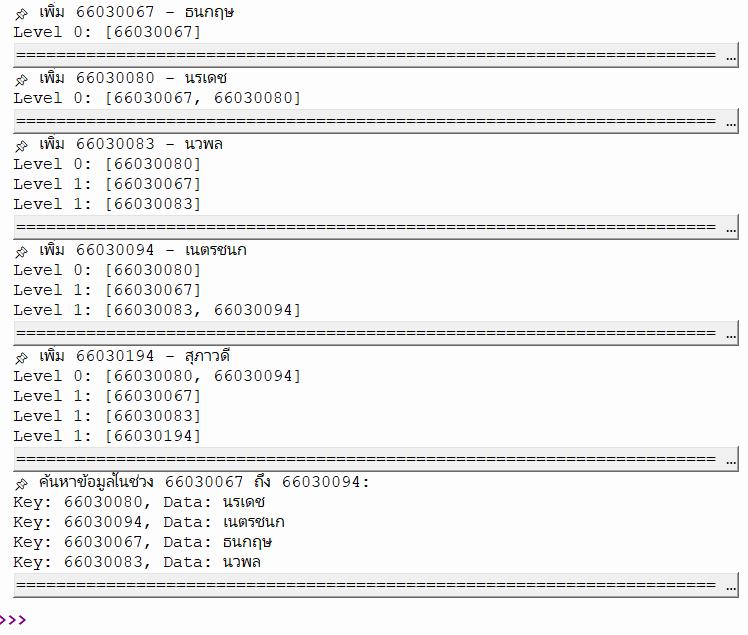 📌 เพิ่ม 66030067 - ธนกฤษ
Level 0: [66030067]
====================================================================== …
📌 เพิ่ม 66030080 - นรเดช
Level 0: [66030067, 66030080]
====================================================================== …
📌 เพิ่ม 66030083 - นวพล
Level 0: [66030080]
Level 1: [66030067]
Level 1: [66030083]
====================================================================== …
📌 เพิ่ม 66030094 - เนตรชนก
Level 0: [66030080]
Level 1: [66030067]
Level 1: [66030083, 66030094]
====================================================================== …
📌 เพิ่ม 66030194 - สุภาวดี
Level 0: [66030080, 66030094]
Level 1: [66030067]
Level 1: [66030083]
Level 1: [66030194]
====================================================================== …
📌 ค้นหาข้อมูลในช่วง 66030067 ถึง 66030094:
Key: 66030080, Data: นรเดช
Key: 66030094, Data: เนตรชนก
Key: 66030067, Data: ธนกฤษ
Key: 66030083, Data: นวพล
====================================================================== …
>>>